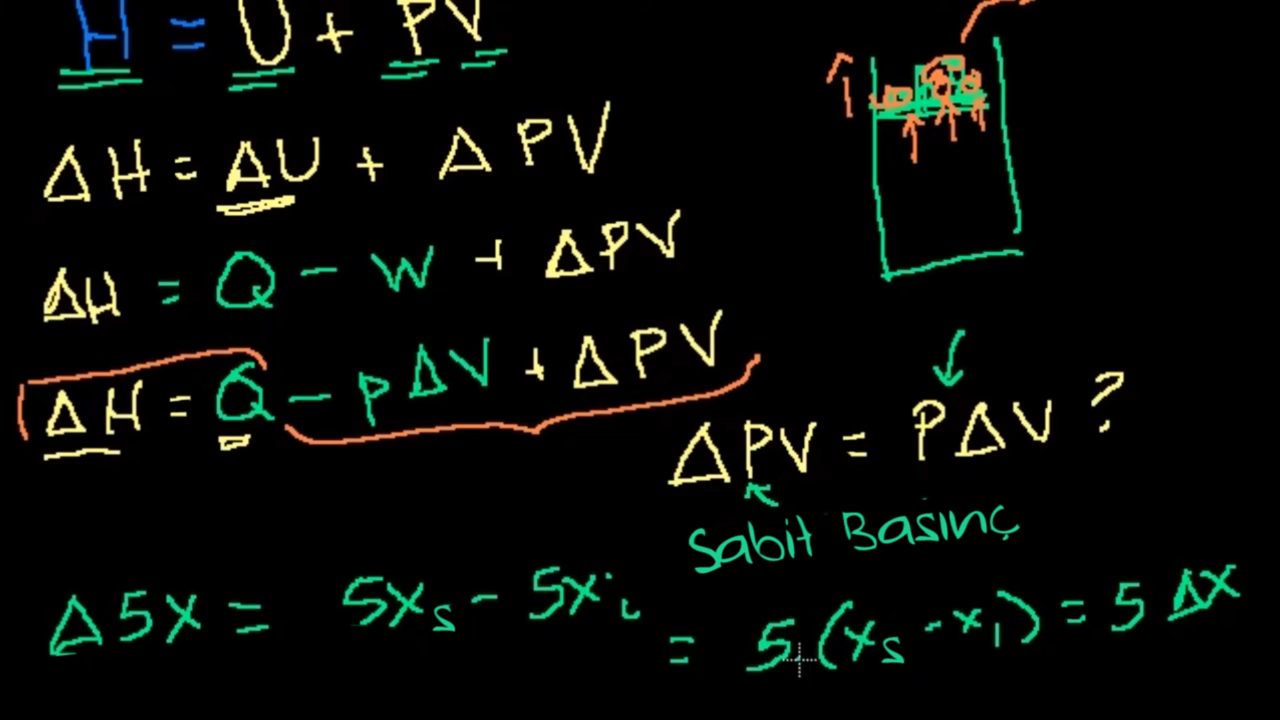 H = U + PV
ΔH = ΔU + ΔPV
ΔH = Q - W + ΔPV
ΔH = Q - PΔV + ΔPV
ΔPV = PΔV ?
Sabit Basınç
Δ5X = 5Xs - 5Xi
= 5(Xs - Xi) = 5ΔX